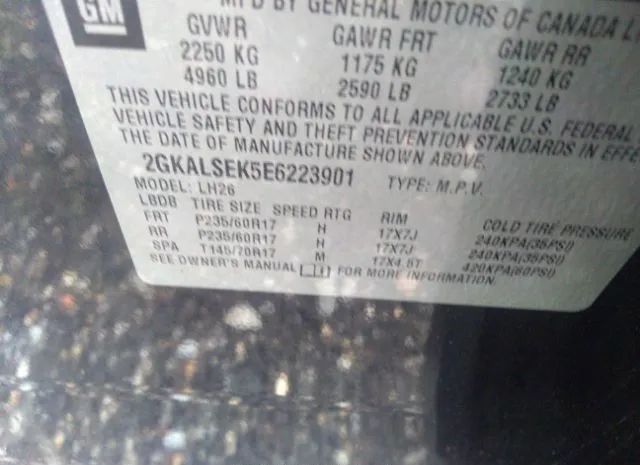 GM
MFD BY GENERAL MOTORS OF CANADA
GVWR GAWR FRT GAWR RR
2250 KG 1175 KG 1240 KG
4960 LB 2590 LB 2733 LB
THIS VEHICLE CONFORMS TO ALL APPLICABLE U.S. FEDERAL
VEHICLE SAFETY AND THEFT PREVENTION STANDARDS IN EFFE
THE DATE OF MANUFACTURE SHOWN ABOVE.
2GKALSEK5E6223901 TYPE: M.P.V.
MODEL: LH26
LBDB TIRE SIZE SPEED RTG RIM COLD TIRE PRESSURE
FRT P235/60R17 H 17X7J 240KPA(35PSI)
RR P235/60R17 H 17X7J 240KPA(35PSI)
SPA T145/70R17 M 17X4.5T 420KPA(60PSI)
SEE OWNER'S MANUAL FOR MORE INFORMATION.